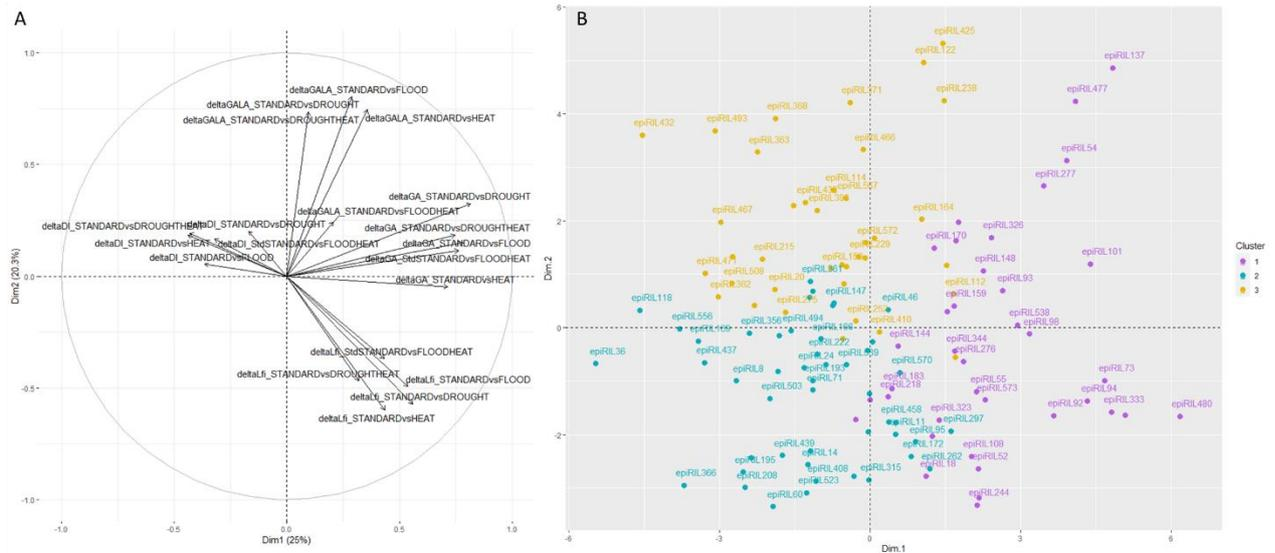 A
1.0
0.5
0.0
-0.5
-1.0
Dim2 (20.3%)
-1.0
-0.5
0.0
0.5
1.0
Dim1 (25%)
deltaGALA_STANDARDvsFLOOD
deltaGALA_STANDARDvsDROUGHT
deltaGALA_STANDARDvsDROUGHTHEAT
deltaGALA_STANDARDvsHEAT
deltaGA_STANDARDvsDROUGHT
deltaGALA_STANDARDvsFLOODHEAT
deltaDI_STANDARDvsDROUGHTHEAT
deltaDI_STANDARDvsDROUGHT
deltaGA_STANDARDvsDROUGHTHEAT
deltaDI_STANDARDvsHEAT
deltaDI_StdSTANDARDvsFLOODHEAT
deltaGA_STANDARDvsFLOOD
deltaDI_STANDARDvsFLOOD
deltaGA_StdSTANDARDvsFLOODHEAT
deltaGA_STANDARDvsHEAT
deltaLfi_StdSTANDARDvsFLOODHEAT
deltaLfi_STANDARDvsDROUGHTHEAT
deltaLfi_STANDARDvsFLOOD
deltaLfi_STANDARDvsDROUGHT
deltaLfi_STANDARDvsHEAT
B
6
4
2
0
-2
Dim.2
-6
-3
0
3
6
Dim.1
epiRIL425
epiRIL122
epiRIL137
epiRIL371
epiRIL238
epiRIL477
epiRIL368
epiRIL493
epiRIL432
epiRIL363
epiRIL466
epiRIL54
epiRIL277
epiRIL114
epiRIL467
epiRIL164
epiRIL326
epiRIL572
epiRIL170
epiRIL229
epiRIL215
epiRIL101
epiRIL148
epiRIL508
epiRIL20
epiRIL93
epiRIL112
epiRIL362
epiRIL147
epiRIL159
epiRIL118
epiRIL46
epiRIL556
epiRIL356
epiRIL494
epiRIL410
epiRIL538
epiRIL98
epiRIL144
epiRIL222
epiRIL344
epiRIL276
epiRIL36
epiRIL437
epiRIL24
epiRIL570
epiRIL8
epiRIL193
epiRIL71
epiRIL183
epiRIL218
epiRIL55
epiRIL573
epiRIL73
epiRIL94
epiRIL503
epiRIL92
epiRIL333
epiRIL480
epiRIL458
epiRIL11
epiRIL323
epiRIL297
epiRIL95
epiRIL439
epiRIL172
epiRIL108
epiRIL14
epiRIL195
epiRIL262
epiRIL52
epiRIL366
epiRIL208
epiRIL408
epiRIL315
epiRIL18
epiRIL523
epiRIL60
epiRIL244
Cluster
1
2
3